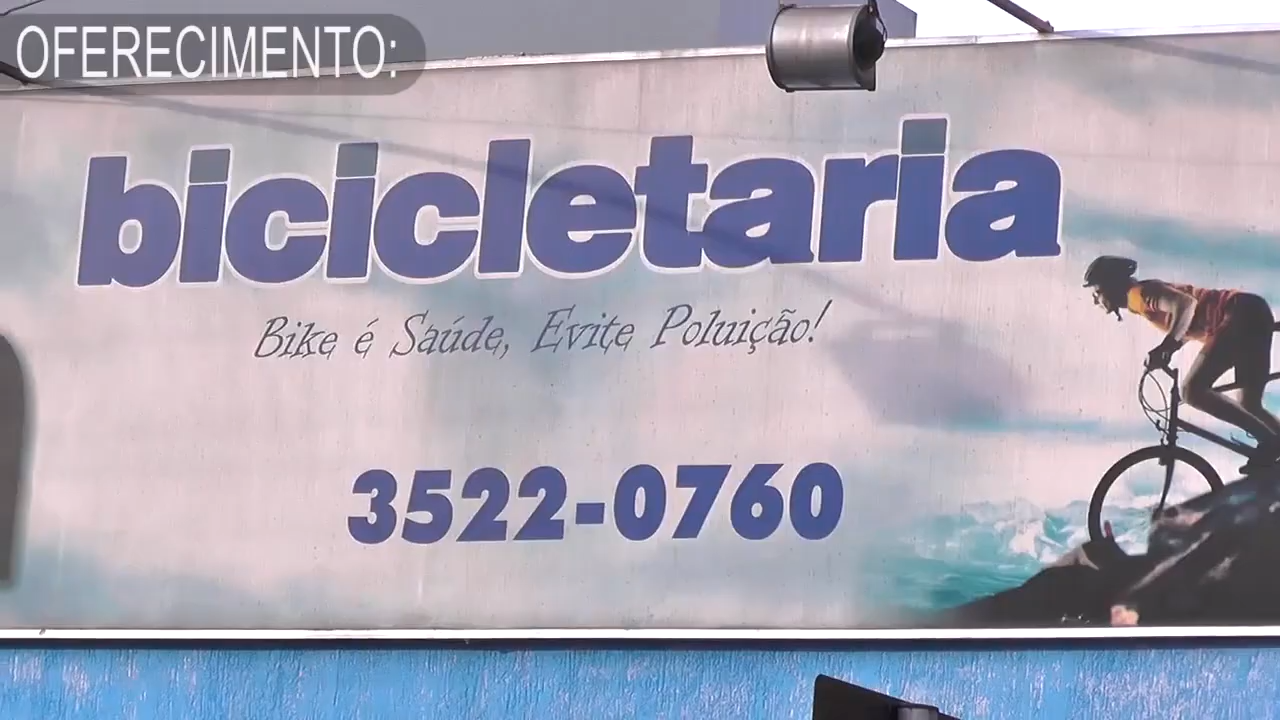 OFERECIMENTO:
bicicletaria
Bike é Saúde, Evite Poluição!
3522-0760